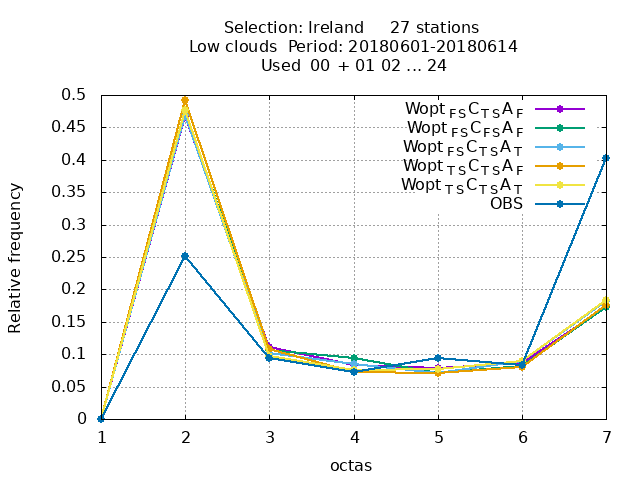 Selection: Ireland     27 stations
Low clouds  Period: 20180601-20180614
Used  00 + 01 02 ... 24
0.5
0.45
0.4
0.35
0.3
0.25
0.2
0.15
0.1
0.05
0
Relative frequency
Wopt FS C TS A F
Wopt FS C FS A F
Wopt FS C TS A T
Wopt TS C TS A F
Wopt TS C TS A T
OBS
1 2 3 4 5 6 7
octas